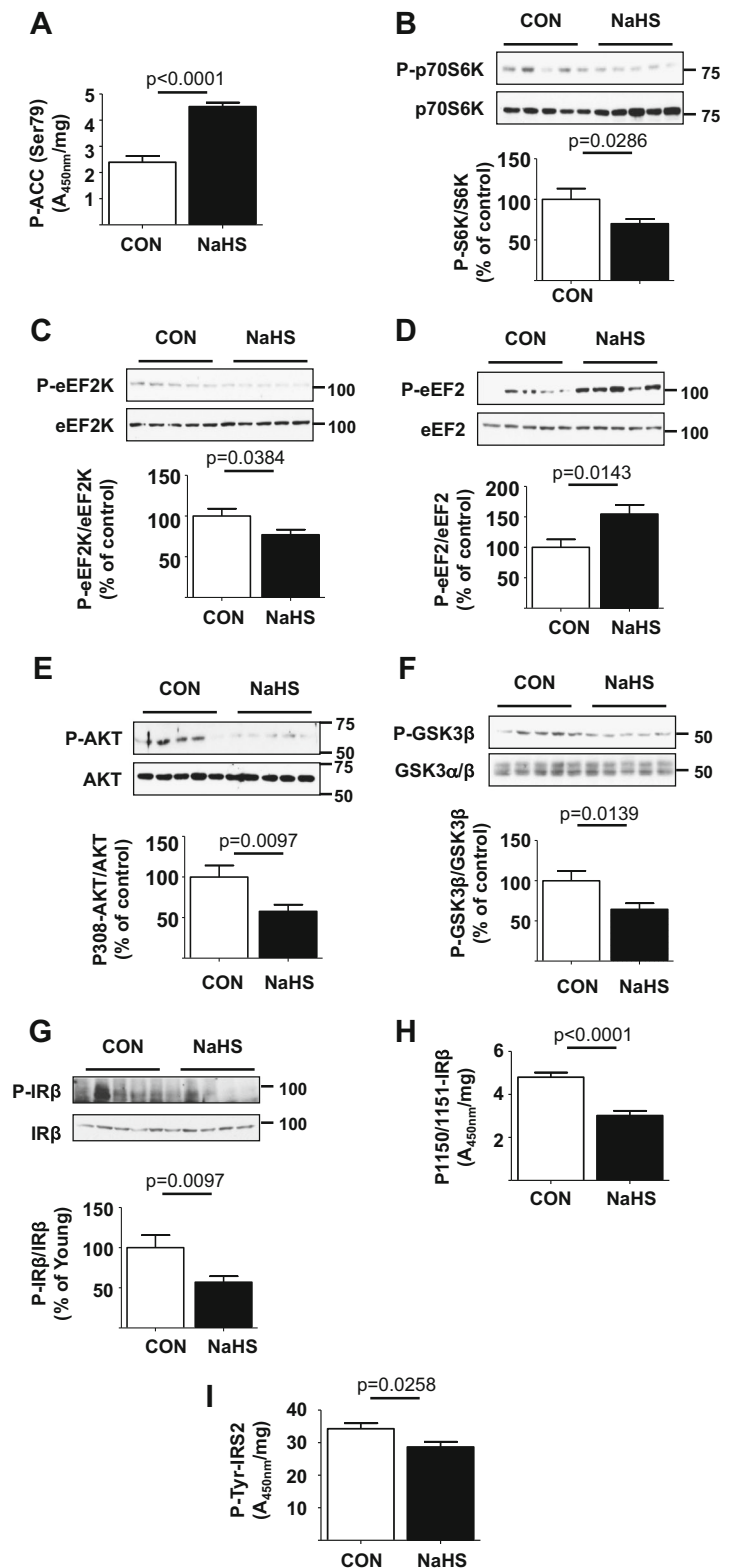 A
p<0.0001
P-ACC (Ser79)
(A450nm/mg)
5
4
3
2
1
CON NaHS
B
CON NaHS
P-p70S6K 75
p70S6K 75
p=0.0286
P-S6K/S6K
(% of control)
150
100
50
CON
C
CON NaHS
P-eEF2K 100
eEF2K 100
p=0.0384
P-eEF2K/eEF2K
(% of control)
150
100
50
CON NaHS
D
CON NaHS
P-eEF2 100
eEF2 100
p=0.0143
P-eEF2/eEF2
(% of control)
200
150
100
50
CON NaHS
E
CON NaHS
P-AKT 75
50
AKT 75
50
p=0.0097
P308-AKT/AKT
(% of control)
150
100
50
CON NaHS
F
CON NaHS
P-GSK3β 50
GSK3α/β 50
p=0.0139
P-GSK3β/GSK3β
(% of control)
150
100
50
CON NaHS
G
CON NaHS
P-IRβ 100
IRβ 100
p=0.0097
P-IRβ/IRβ
(% of Young)
150
100
50
CON NaHS
H
p<0.0001
P1150/1151-IRβ
(A450nm/mg)
6
4
2
CON NaHS
I
p=0.0258
P-Tyr-IRS2
(A450nm/mg)
40
30
20
10
CON NaHS